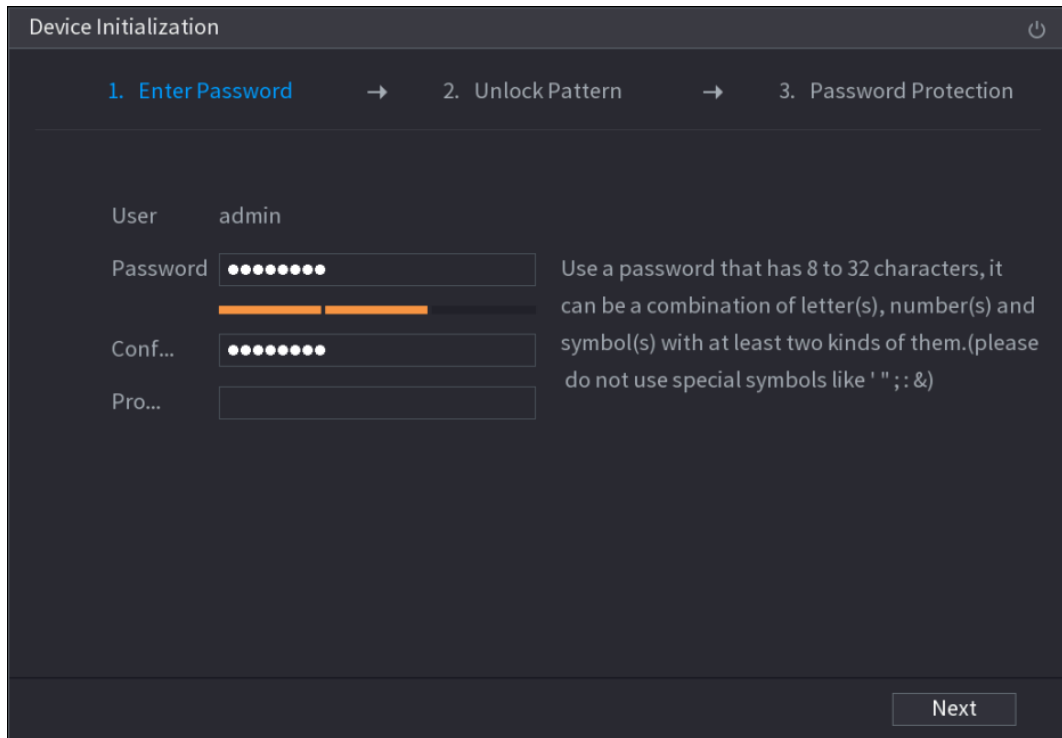 Device Initialization
1. Enter Password → 2. Unlock Pattern → 3. Password Protection
User admin
Password ●●●●●●●●
Use a password that has 8 to 32 characters, it
can be a combination of letter(s), number(s) and
symbol(s) with at least two kinds of them.(please
do not use special symbols like ' " ; : &)
Conf... ●●●●●●●●
Pro...
Next